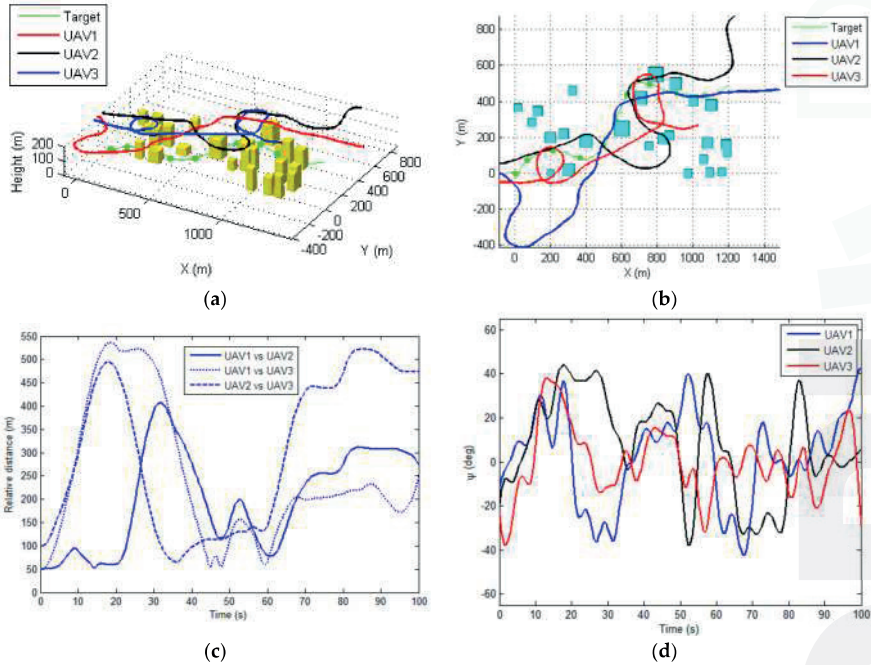 Target
UAV1
UAV2
UAV3
Height (m)
200
100
0
0
500
1000
X (m)
-400
-200
0
200
400
600
800
Y (m)
(a)
Target
UAV1
UAV2
UAV3
Y (m)
800
600
400
200
0
-200
-400
0 200 400 600 800 1000 1200 1400
X (m)
(b)
UAV1 vs UAV2
UAV1 vs UAV3
UAV2 vs UAV3
Relative distance (m)
550
500
450
400
350
300
250
200
150
100
50
0
0 10 20 30 40 50 60 70 80 90 100
Time (s)
(c)
UAV1
UAV2
UAV3
ψ (deg)
60
40
20
0
-20
-40
-60
0 10 20 30 40 50 60 70 80 90 100
Time (s)
(d)